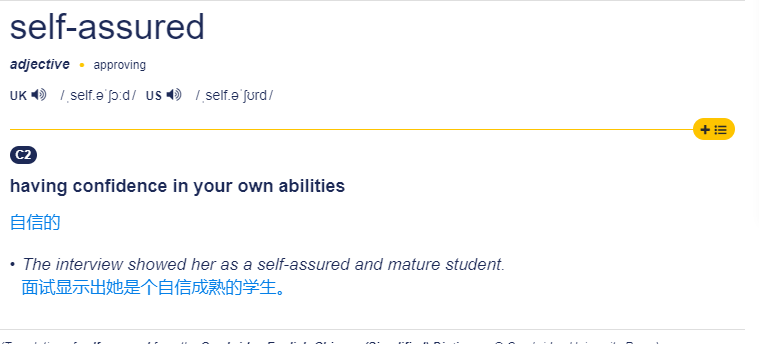 self-assured
adjective • approving
UK /ˌself.əˈʃɔːd/ US /ˌself.əˈʃʊrd/
C2
having confidence in your own abilities
自信的
• The interview showed her as a self-assured and mature student.
面试显示出她是个自信成熟的学生。